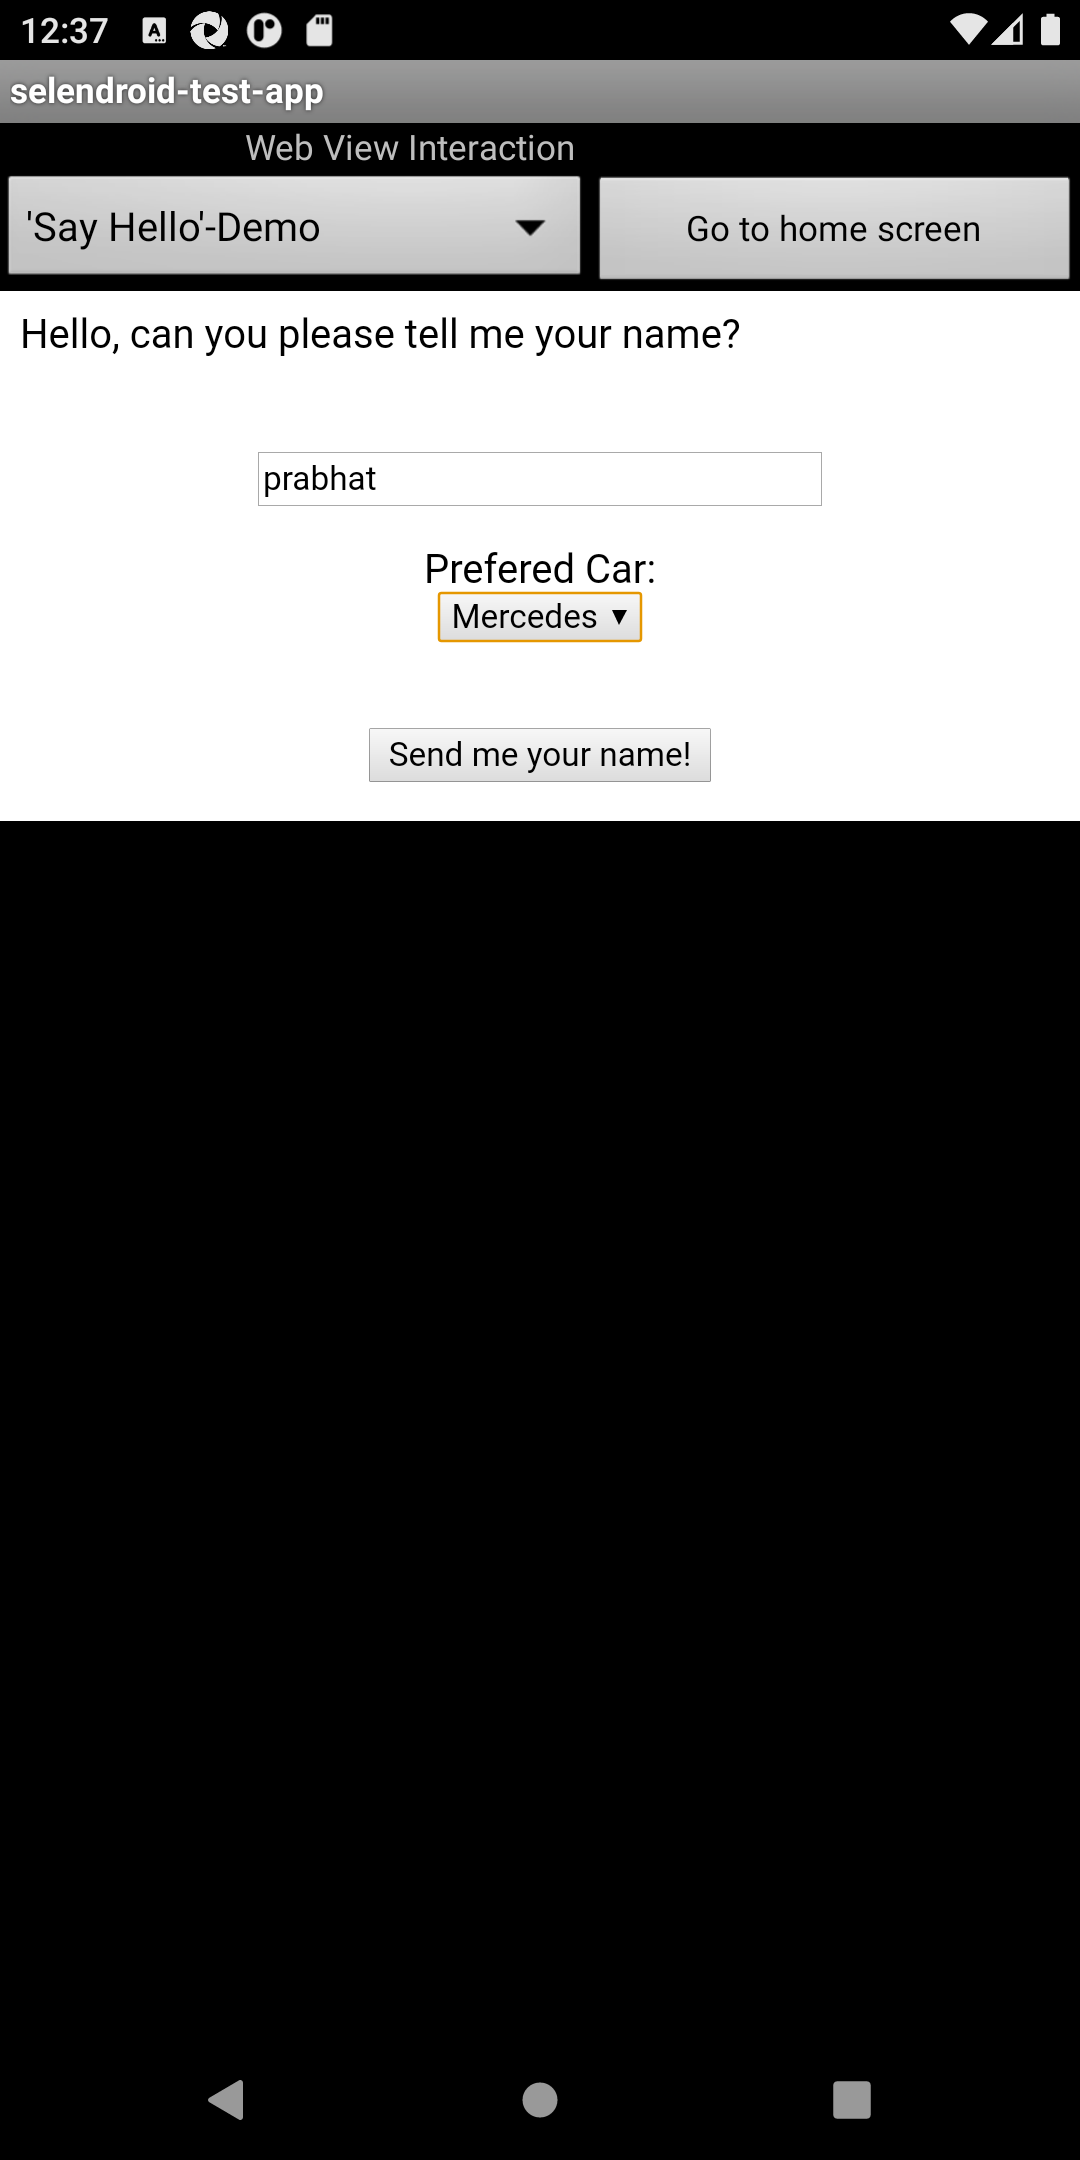 12:37
selendroid-test-app
Web View Interaction
'Say Hello'-Demo
Go to home screen
Hello, can you please tell me your name?
prabhat
Prefered Car:
Mercedes
Send me your name!